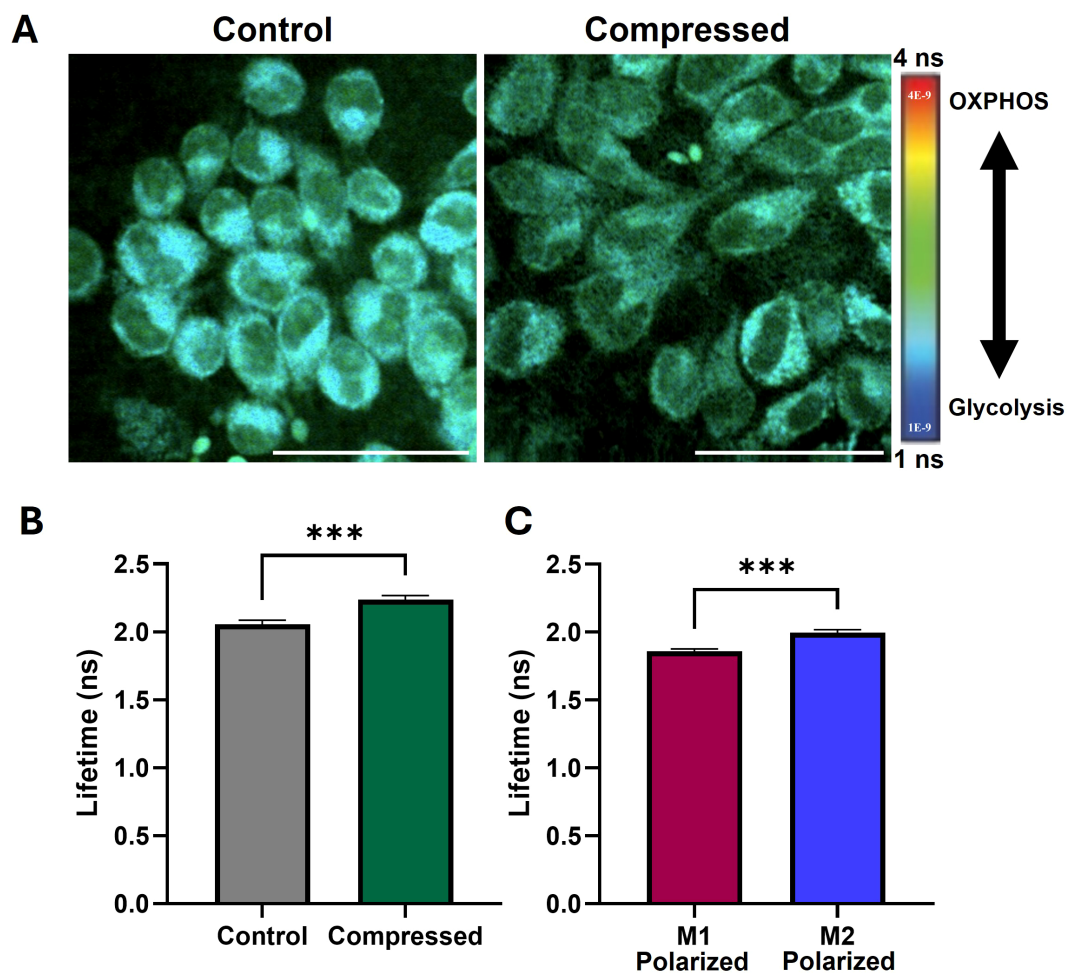 A
Control
Compressed
4 ns
4E-9
OXPHOS
Glycolysis
1E-9
1 ns
B
***
2.5
2.0
1.5
1.0
0.5
0.0
Lifetime (ns)
Control
Compressed
C
***
2.5
2.0
1.5
1.0
0.5
0.0
Lifetime (ns)
M1
Polarized
M2
Polarized